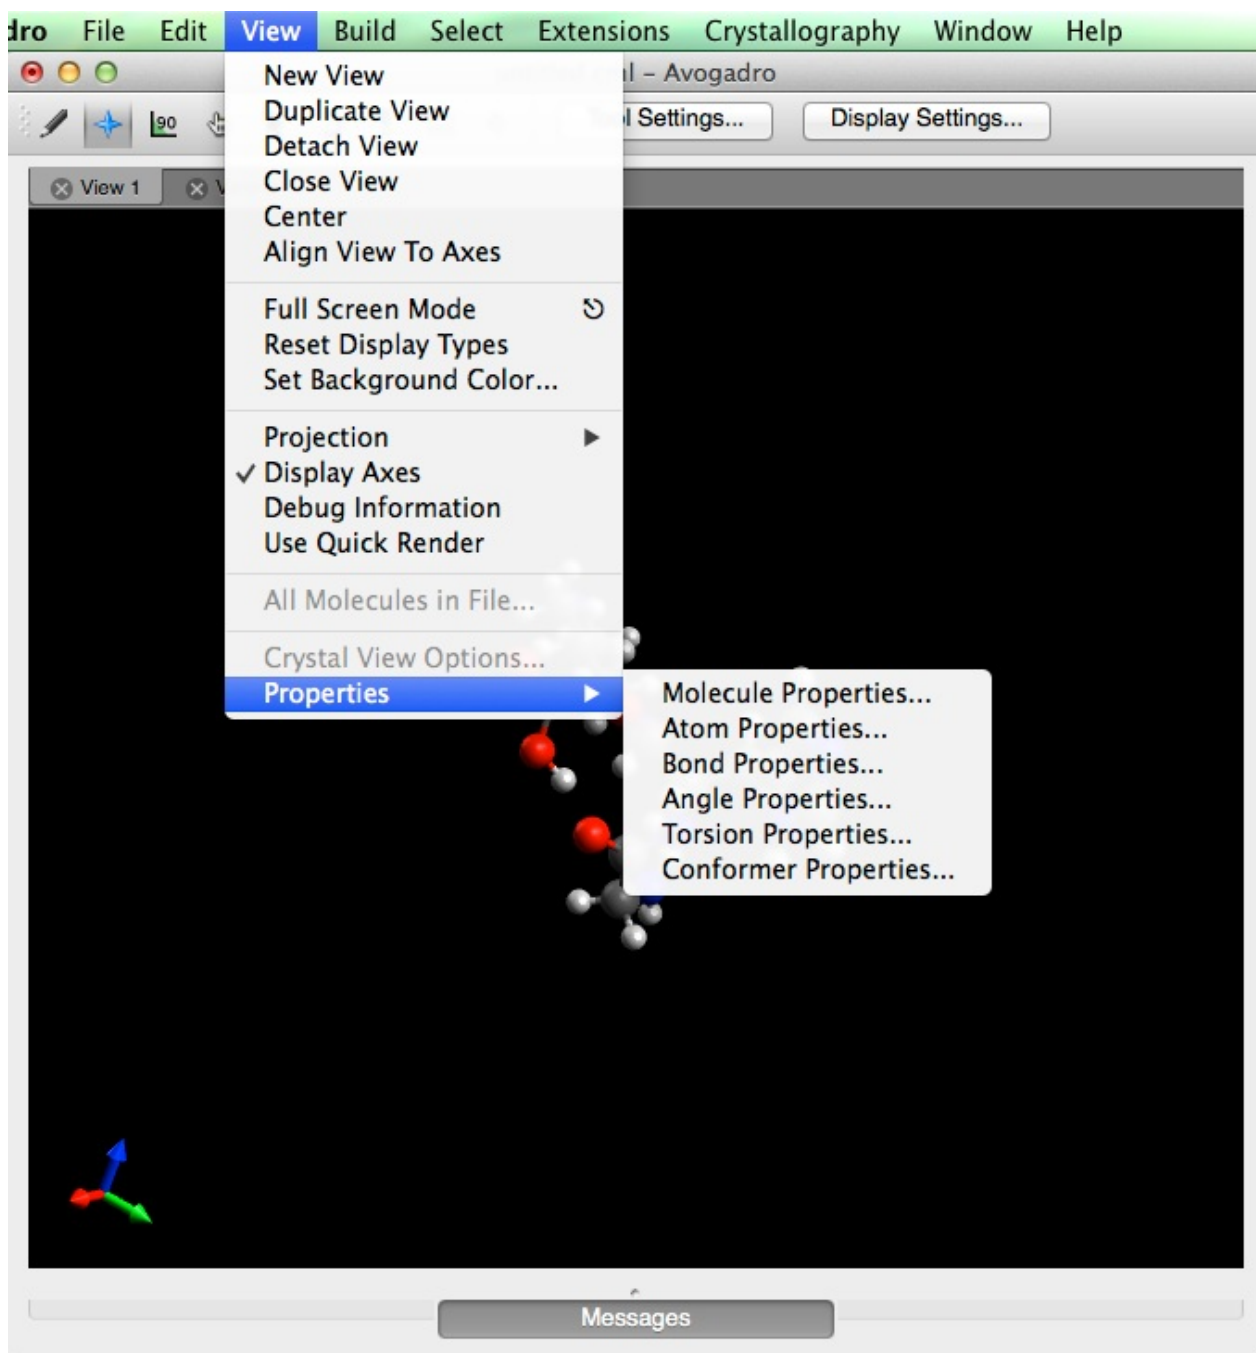 File Edit View Build Select Extensions Crystallography Window Help
– Avogadro
90 Settings... Display Settings...
View 1
New View
Duplicate View
Detach View
Close View
Center
Align View To Axes
Full Screen Mode
Reset Display Types
Set Background Color...
Projection
✓ Display Axes
Debug Information
Use Quick Render
All Molecules in File...
Crystal View Options...
Properties
Molecule Properties...
Atom Properties...
Bond Properties...
Angle Properties...
Torsion Properties...
Conformer Properties...
Messages